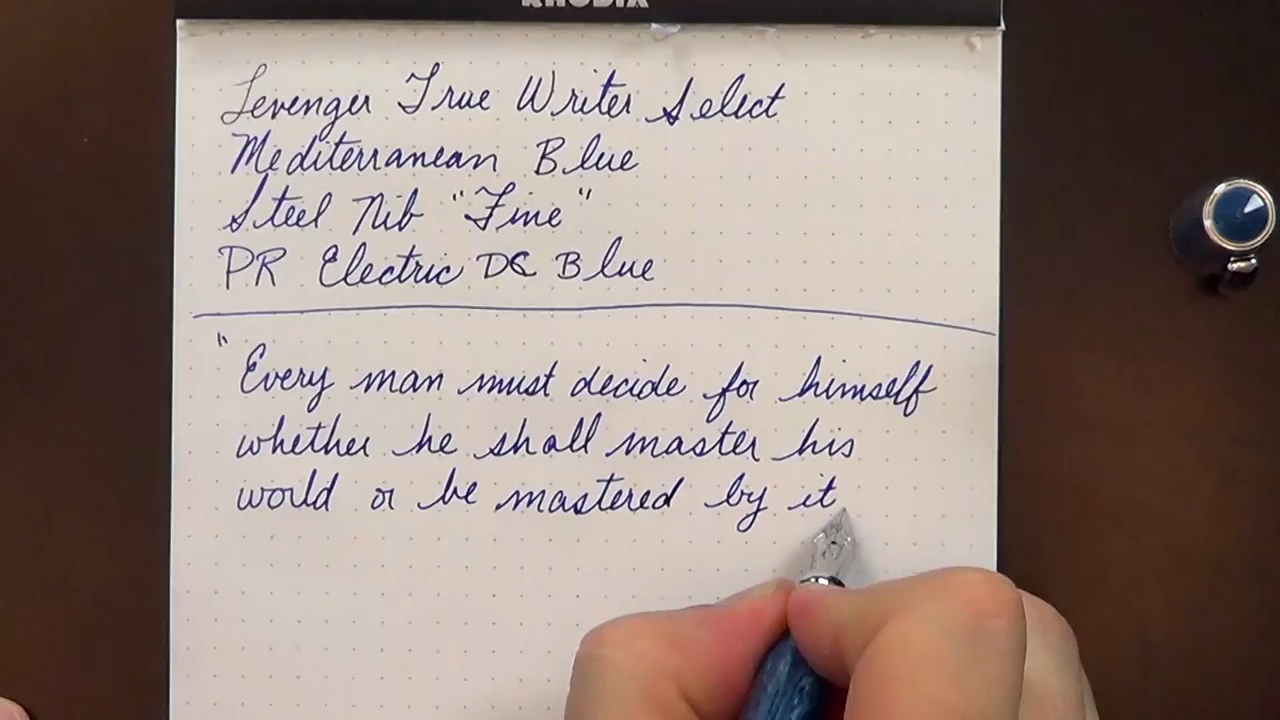 RHODIA
Levenger True Writer Select
Mediterranean Blue
Steel Nib "Fine"
PR Electric DC Blue
"Every man must decide for himself
whether he shall master his
world or be mastered by it